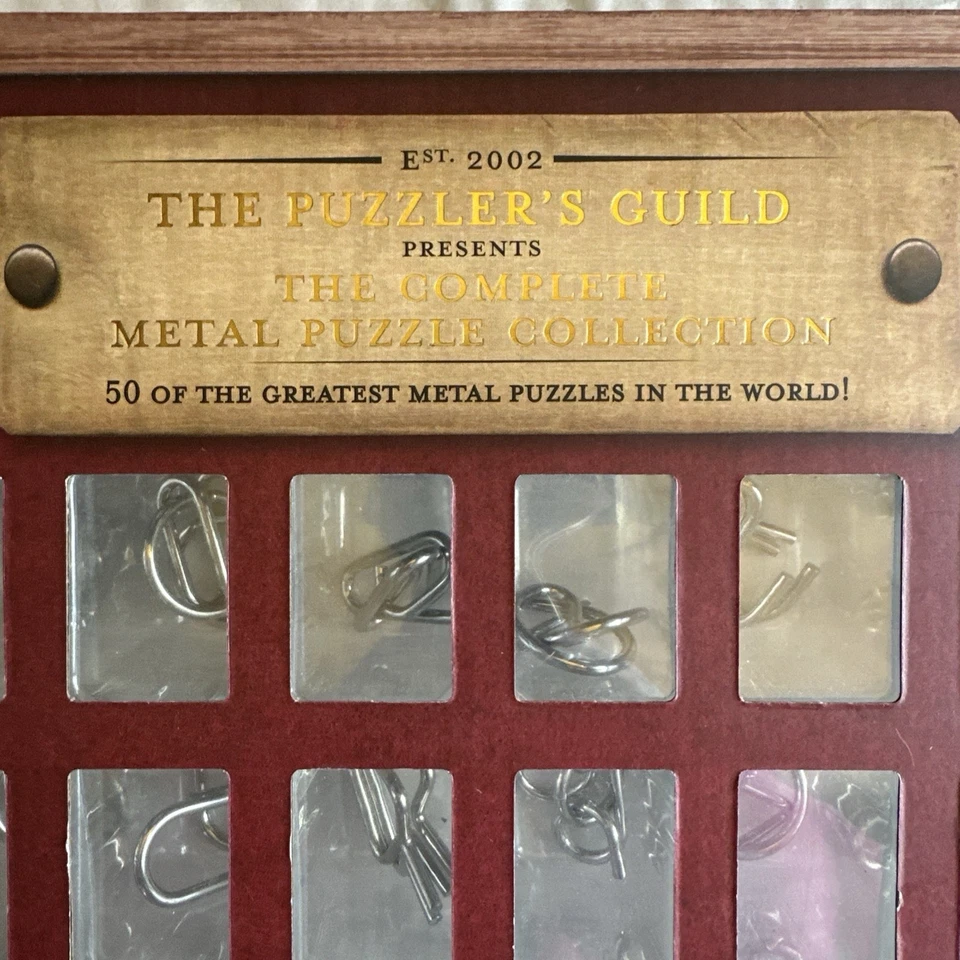 EST. 2002
THE PUZZLER'S GUILD
PRESENTS
THE COMPLETE
METAL PUZZLE COLLECTION
50 OF THE GREATEST METAL PUZZLES IN THE WORLD!